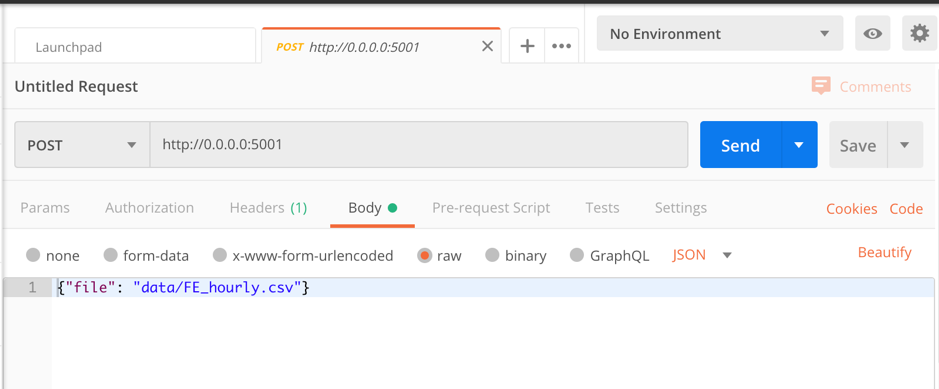 Launchpad
POST http://0.0.0.0:5001
No Environment
Untitled Request
Comments
POST http://0.0.0.0:5001 Send Save
Params Authorization Headers (1) Body Pre-request Script Tests Settings Cookies Code
none form-data x-www-form-urlencoded raw binary GraphQL JSON Beautify
1 {"file": "data/FE_hourly.csv"}